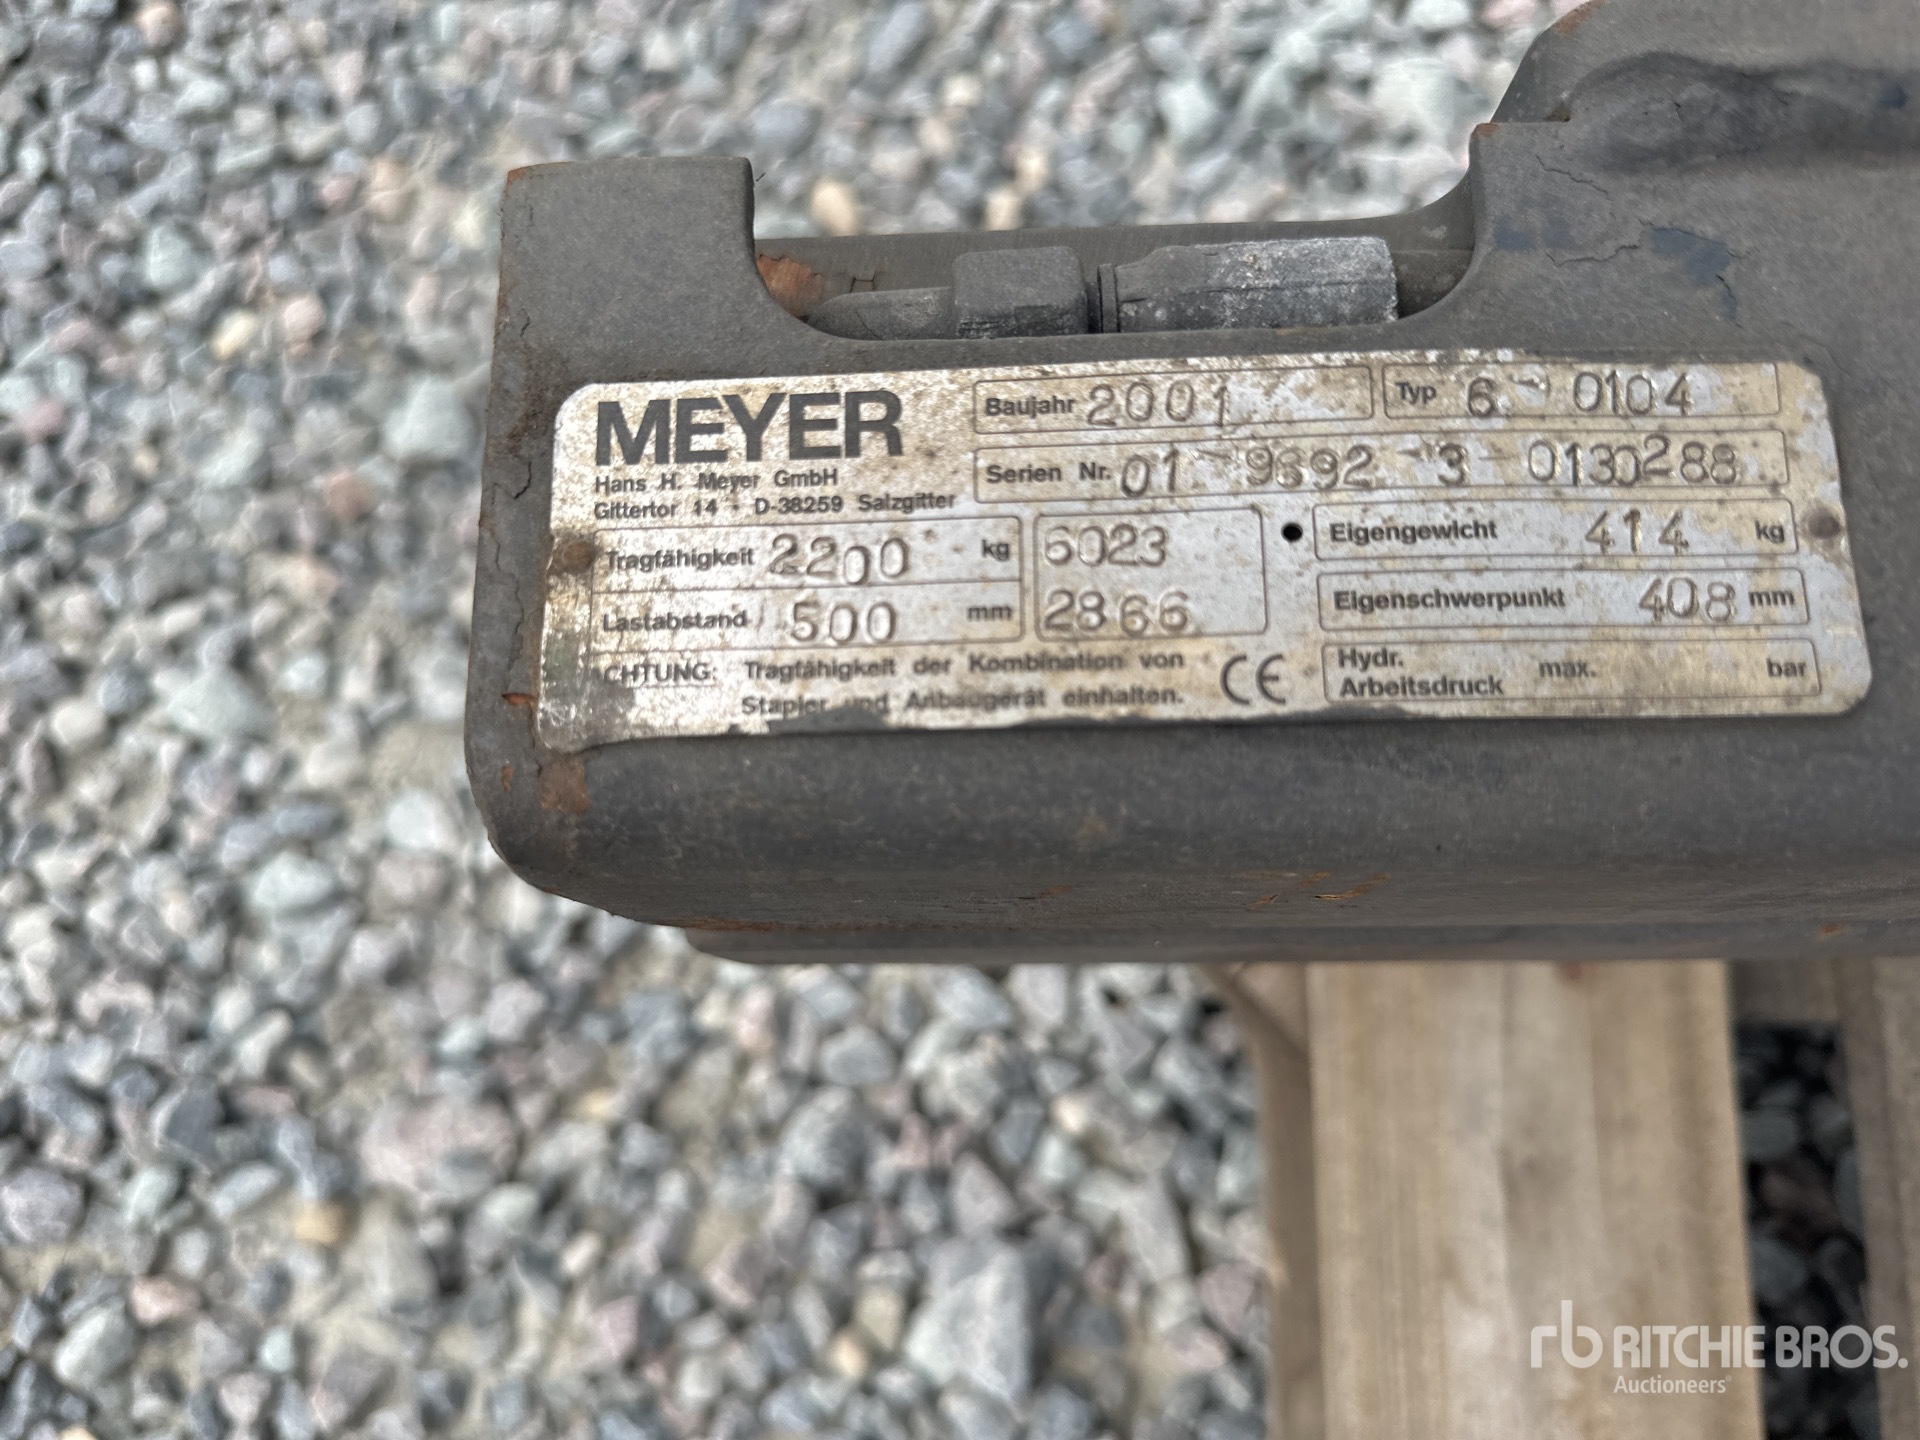 MEYER
Hans H. Meyer GmbH
Gittertor 14 · D-38259 Salzgitter
Baujahr 2001
Typ 6-0104
Serien Nr. 01-9692-3-0130288
Tragfähigkeit 2200 kg
Lastabstand 500 mm
6023
2866
Eigengewicht 414 kg
Eigenschwerpunkt 408 mm
Hydr. Arbeitsdruck max. bar
CHTUNG: Tragfähigkeit der Kombination von
Stapler und Anbaugerät einhalten.
CE
rb RITCHIE BROS.
Auctioneers